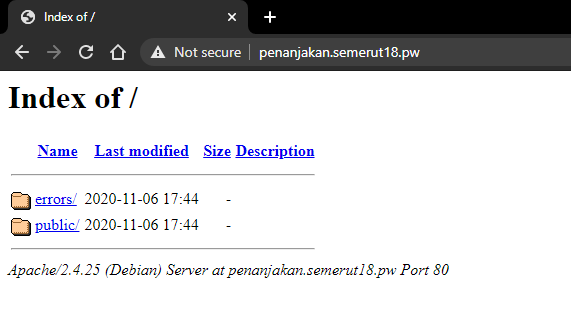 Index of /
Not secure penanjakan.semerut18.pw
Index of /
Name Last modified Size Description
errors/ 2020-11-06 17:44 -
public/ 2020-11-06 17:44 -
Apache/2.4.25 (Debian) Server at penanjakan.semerut18.pw Port 80